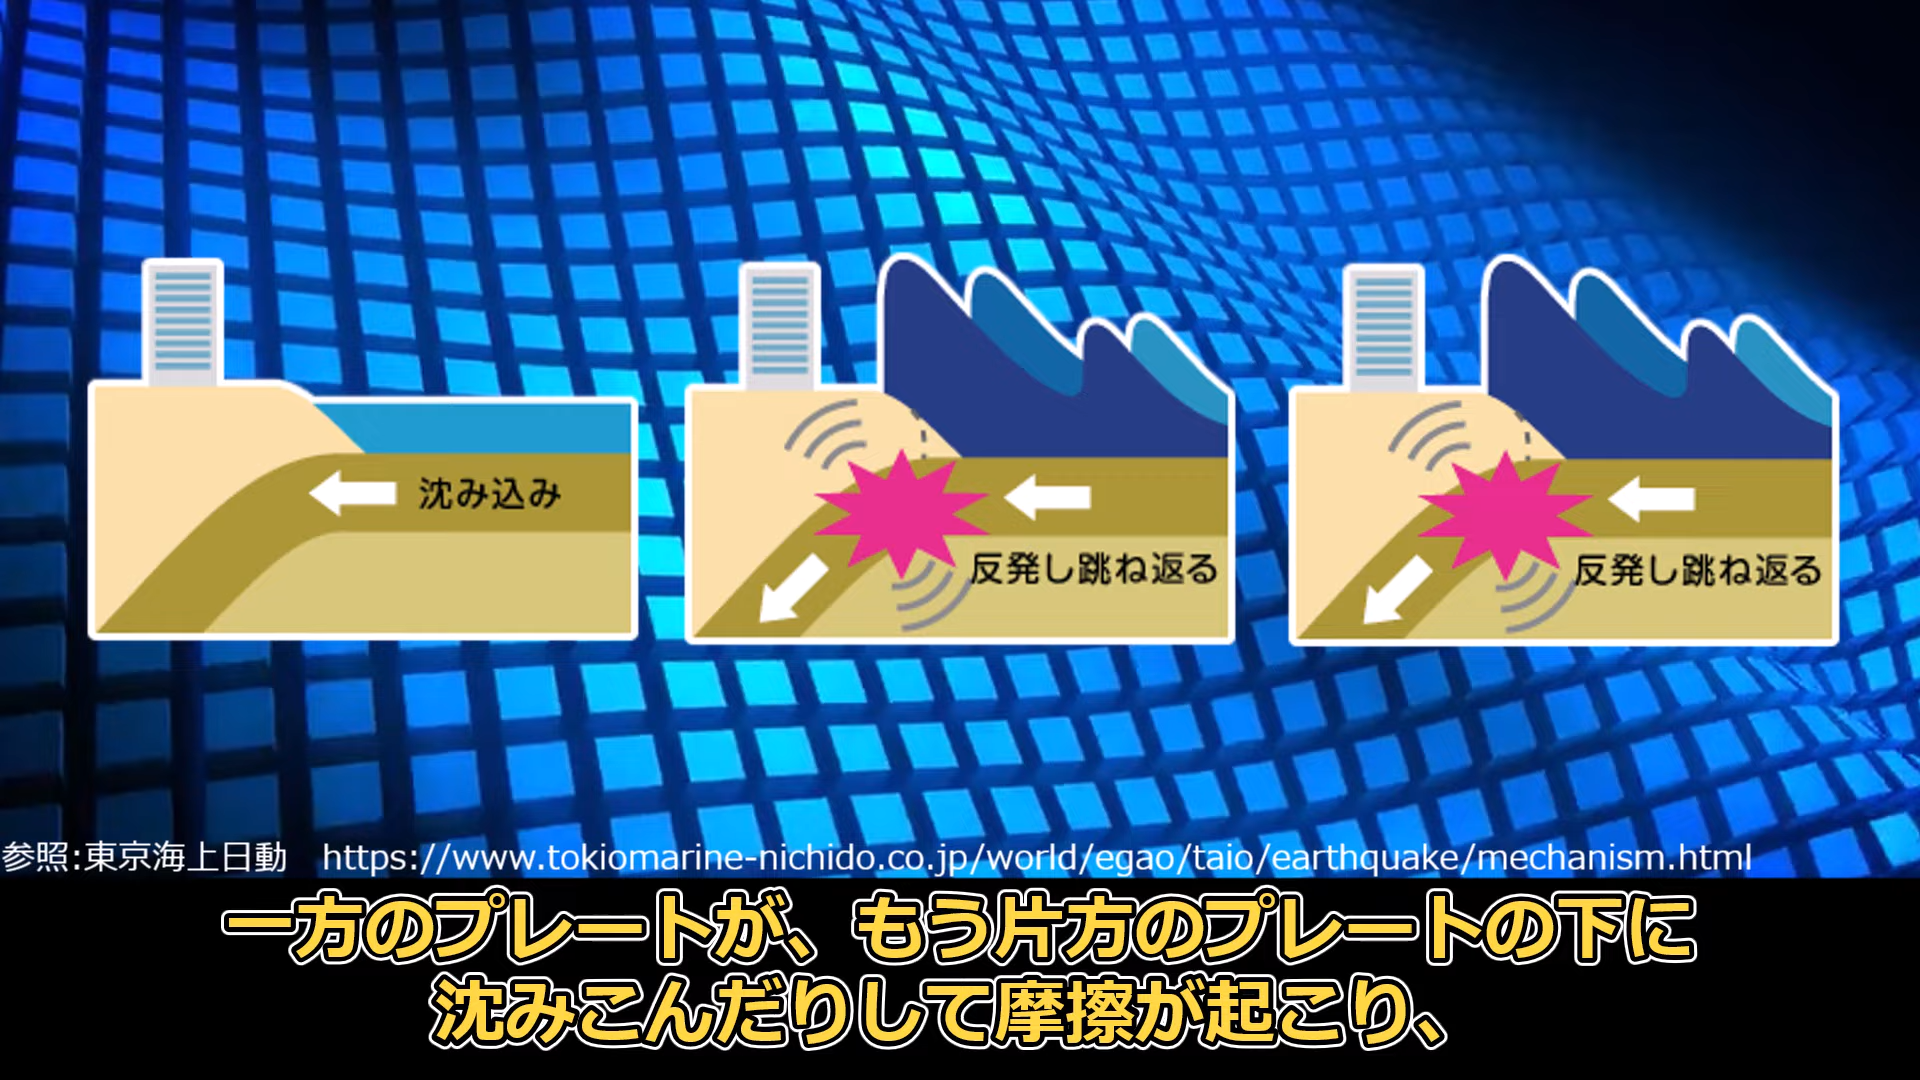 沈み込み
反発し跳ね返る
反発し跳ね返る
参照:東京海上日動　https://www.tokiomarine-nichido.co.jp/world/egao/taio/earthquake/mechanism.html
一方のプレートが、もう片方のプレートの下に
沈みこんだりして摩擦が起こり、